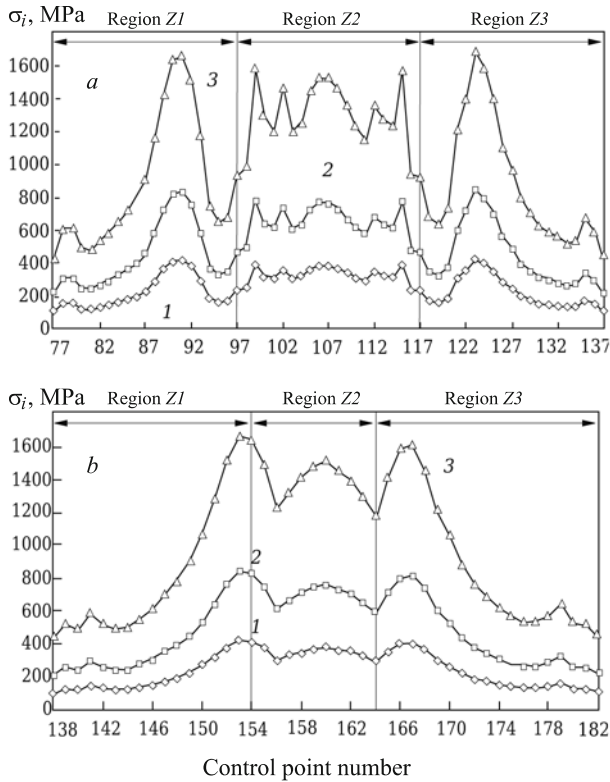 σi, MPa
Region Z1 Region Z2 Region Z3
1600
1400
1200
1000
800
600
400
200
0
a 3
2
1
77 82 87 91 97 102 107 112 117 122 127 132 137
σi, MPa
Region Z1 Region Z2 Region Z3
1600
1400
1200
1000
800
600
400
200
0
b 3
2
1
138 142 146 150 154 158 162 166 170 174 178 182
Control point number